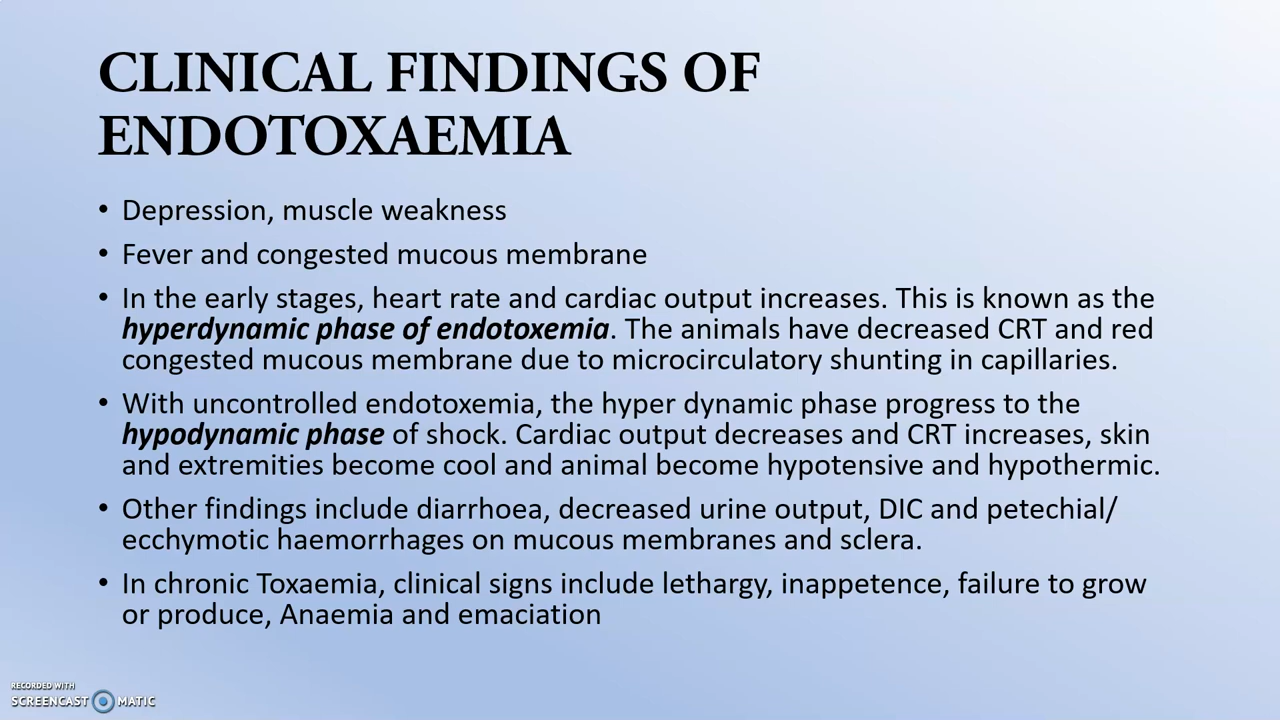 CLINICAL FINDINGS OF
ENDOTOXAEMIA
• Depression, muscle weakness
• Fever and congested mucous membrane
• In the early stages, heart rate and cardiac output increases. This is known as the
hyperdynamic phase of endotoxemia. The animals have decreased CRT and red
congested mucous membrane due to microcirculatory shunting in capillaries.
• With uncontrolled endotoxemia, the hyper dynamic phase progress to the
hypodynamic phase of shock. Cardiac output decreases and CRT increases, skin
and extremities become cool and animal become hypotensive and hypothermic.
• Other findings include diarrhoea, decreased urine output, DIC and petechial/
ecchymotic haemorrhages on mucous membranes and sclera.
• In chronic Toxaemia, clinical signs include lethargy, inappetence, failure to grow
or produce, Anaemia and emaciation
RECORDED WITH
SCREENCAST MATIC